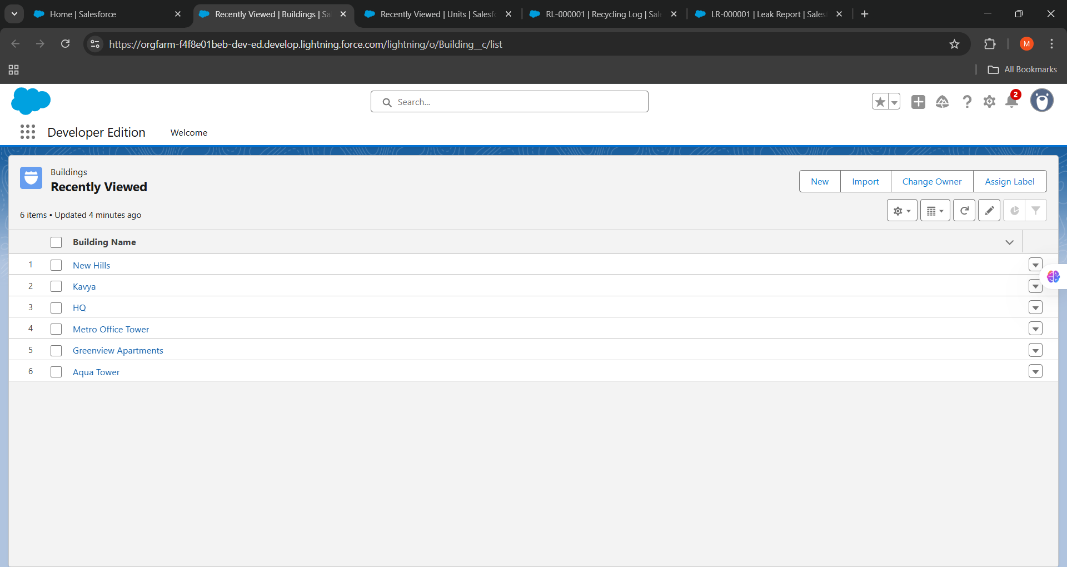 Home | Salesforce
Recently Viewed | Buildings | Sa
Recently Viewed | Units | Salesf
RL-000001 | Recycling Log | Sal
LR-000001 | Leak Report | Sales
https://orgfarm-f4f8e01beb-dev-ed.develop.lightning.force.com/lightning/o/Building__c/list
M
All Bookmarks
Search...
2
Developer Edition
Welcome
Buildings
Recently Viewed
New
Import
Change Owner
Assign Label
6 items • Updated 4 minutes ago
Building Name
1 New Hills
2 Kavya
3 HQ
4 Metro Office Tower
5 Greenview Apartments
6 Aqua Tower